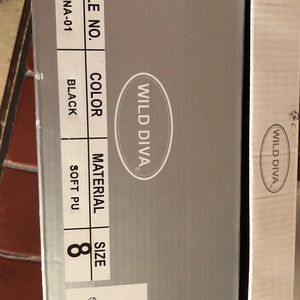 LE NO. COLOR MATERIAL SIZE
NA-01 BLACK SOFT PU 8
WILD DIVA®
WILD DIVA®